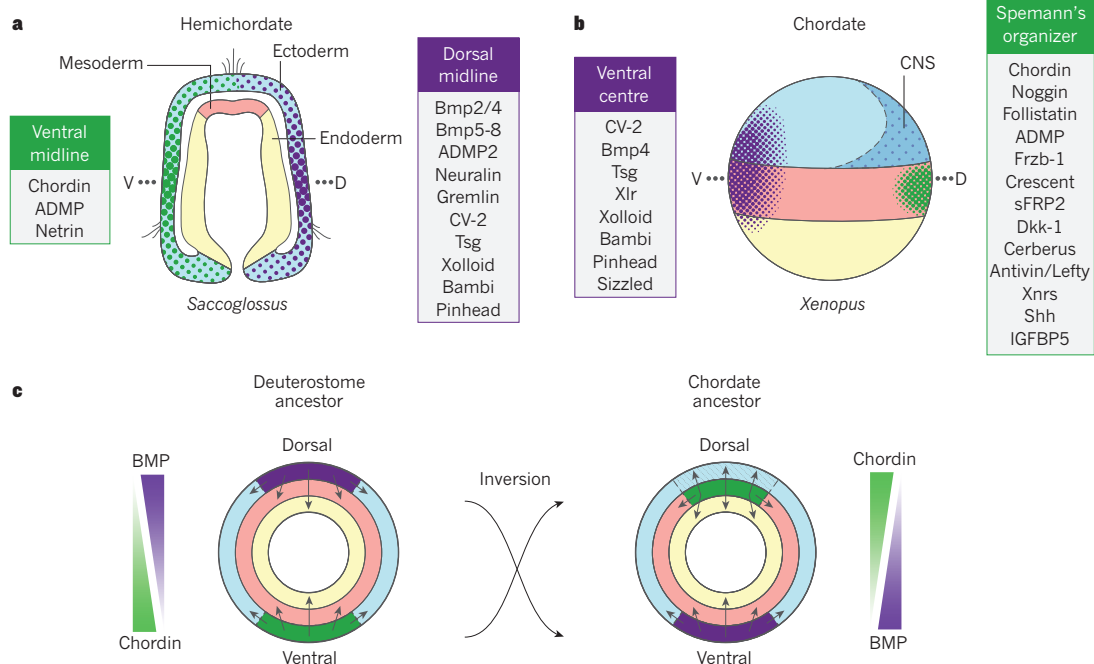 a
Hemichordate
Mesoderm
Ectoderm
Endoderm
Ventral
midline
Chordin
ADMP
Netrin
V
D
Saccoglossus
Dorsal
midline
Bmp2/4
Bmp5-8
ADMP2
Neuralin
Gremlin
CV-2
Tsg
Xolloid
Bambi
Pinhead
b
Chordate
Ventral
centre
CV-2
Bmp4
Tsg
Xlr
Xolloid
Bambi
Pinhead
Sizzled
CNS
V
D
Xenopus
Spemann's
organizer
Chordin
Noggin
Follistatin
ADMP
Frzb-1
Crescent
sFRP2
Dkk-1
Cerberus
Antivin/Lefty
Xnrs
Shh
IGFBP5
c
Deuterostome
ancestor
BMP
Chordin
Dorsal
Ventral
Inversion
Chordate
ancestor
Dorsal
Ventral
Chordin
BMP